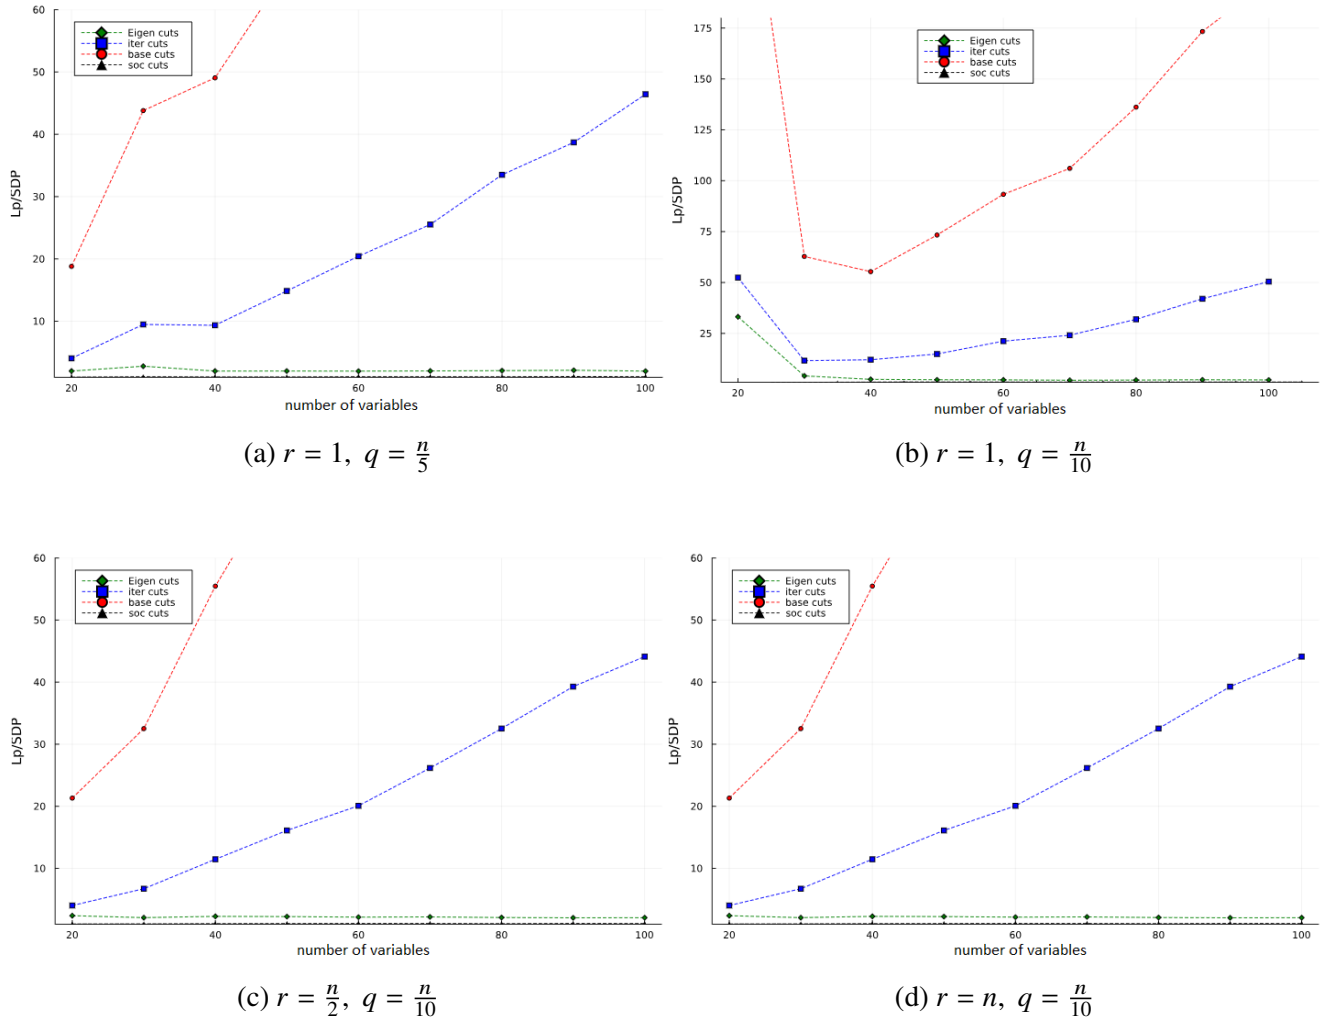 60
50
40
30
20
10
Lp/SDP
Eigen cuts
iter cuts
base cuts
soc cuts
20 40 60 80 100
number of variables
(a) r = 1, q = n/5
175
150
125
100
75
50
25
Lp/SDP
Eigen cuts
iter cuts
base cuts
soc cuts
20 40 60 80 100
number of variables
(b) r = 1, q = n/10
60
50
40
30
20
10
Lp/SDP
Eigen cuts
iter cuts
base cuts
soc cuts
20 40 60 80 100
number of variables
(c) r = n/2, q = n/10
60
50
40
30
20
10
Lp/SDP
Eigen cuts
iter cuts
base cuts
soc cuts
20 40 60 80 100
number of variables
(d) r = n, q = n/10